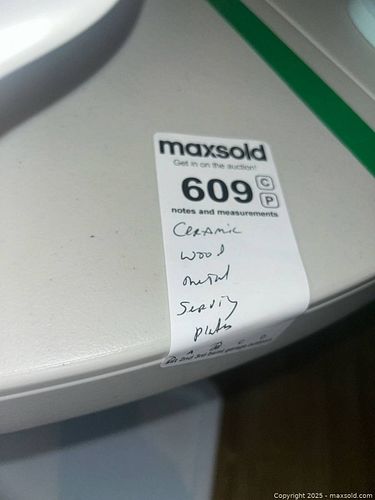 maxsold
Get in on the auction!
609 C
P
notes and measurements
Ceramic
wood
metal
Serving
plates
A B C D
Copyright 2025 - maxsold.com